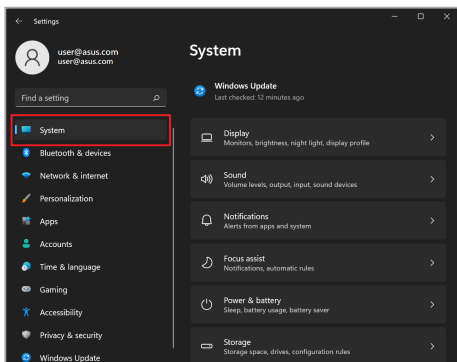 Settings
user@asus.com
user@asus.com
Find a setting
System
Bluetooth & devices
Network & internet
Personalization
Apps
Accounts
Time & language
Gaming
Accessibility
Privacy & security
Windows Update
System
Windows Update
Last checked: 12 minutes ago
Display
Monitors, brightness, night light, display profile
Sound
Volume levels, output, input, sound devices
Notifications
Alerts from apps and system
Focus assist
Notifications, automatic rules
Power & battery
Sleep, battery usage, battery saver
Storage
Storage space, drives, configuration rules